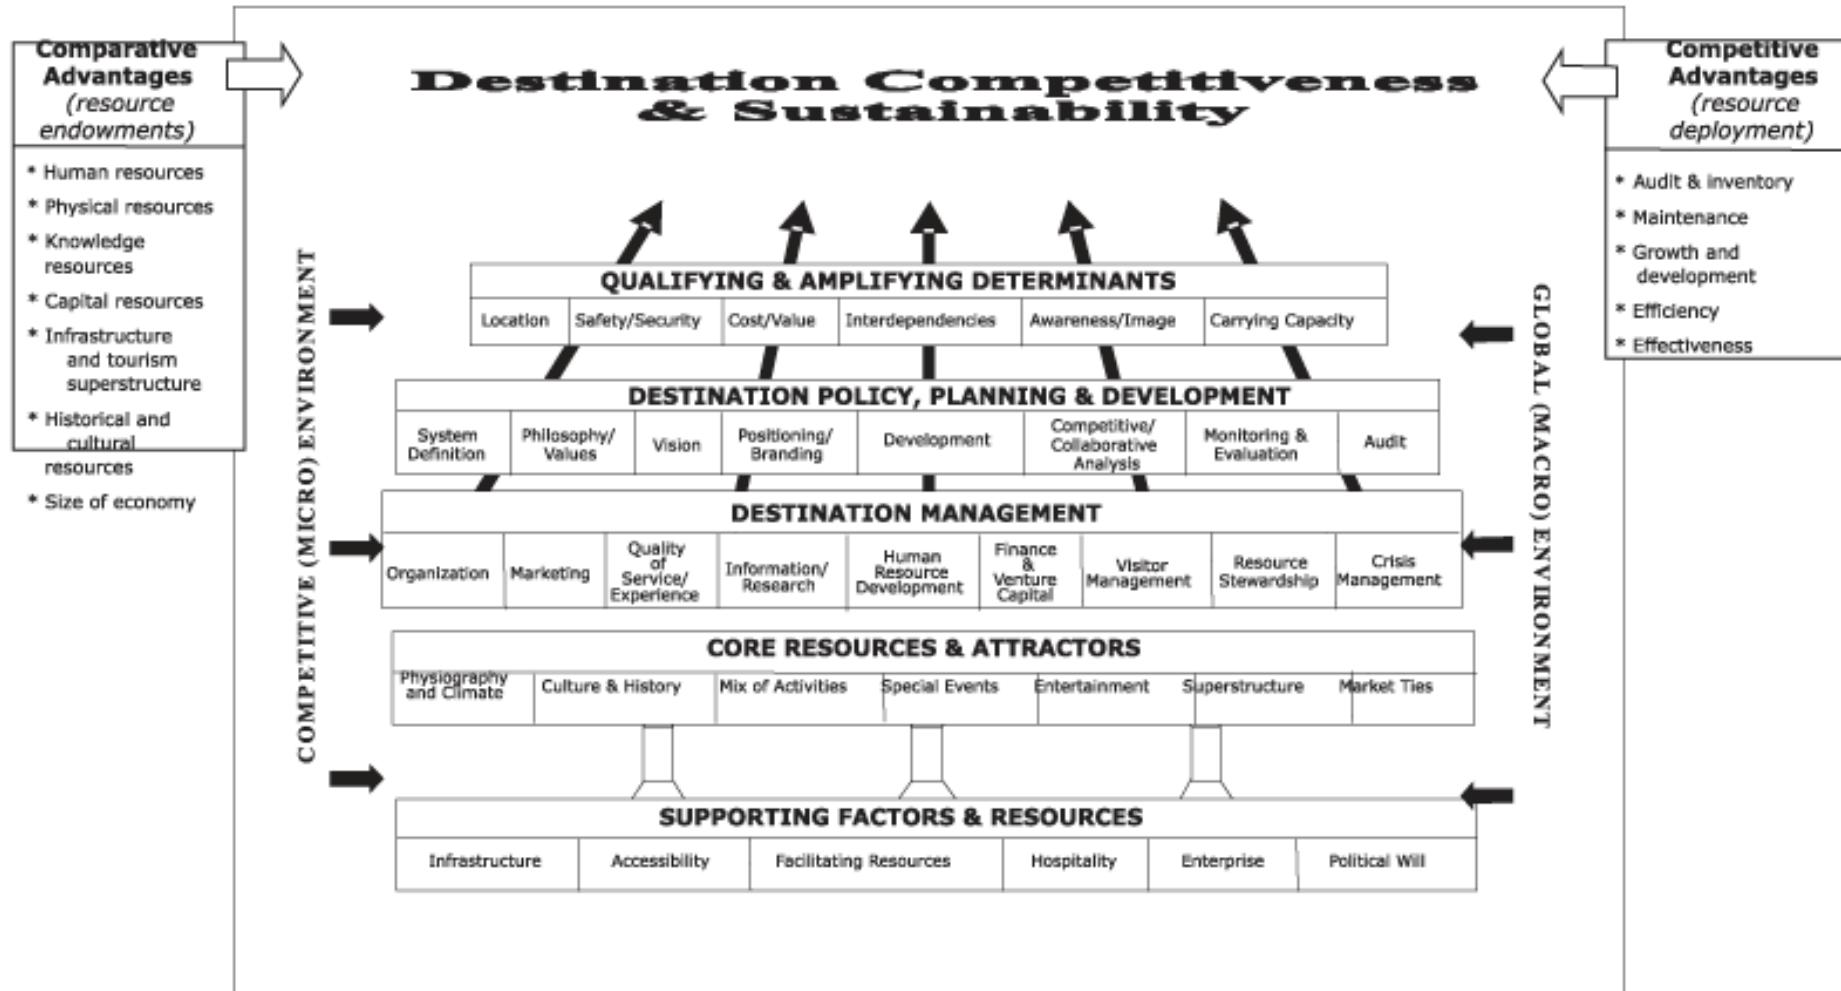 Comparative
Advantages
(resource
endowments)
* Human resources
* Physical resources
* Knowledge
resources
* Capital resources
* Infrastructure
and tourism
superstructure
* Historical and
cultural
resources
* Size of economy
Destination Competitiveness
& Sustainability
Competitive
Advantages
(resource
deployment)
* Audit & inventory
* Maintenance
* Growth and
development
* Efficiency
* Effectiveness
COMPETITIVE (MICRO) ENVIRONMENT
GLOBAL (MACRO) ENVIRONMENT
QUALIFYING & AMPLIFYING DETERMINANTS
Location
Safety/Security
Cost/Value
Interdependencies
Awareness/Image
Carrying Capacity
DESTINATION POLICY, PLANNING & DEVELOPMENT
System
Definition
Philosophy/
Values
Vision
Positioning/
Branding
Development
Competitive/
Collaborative
Analysis
Monitoring &
Evaluation
Audit
DESTINATION MANAGEMENT
Organization
Marketing
Quality
of
Service/
Experience
Information/
Research
Human
Resource
Development
Finance
&
Venture
Capital
Visitor
Management
Resource
Stewardship
Crisis
Management
CORE RESOURCES & ATTRACTORS
Physiography
and Climate
Culture & History
Mix of Activities
Special Events
Entertainment
Superstructure
Market Ties
SUPPORTING FACTORS & RESOURCES
Infrastructure
Accessibility
Facilitating Resources
Hospitality
Enterprise
Political Will